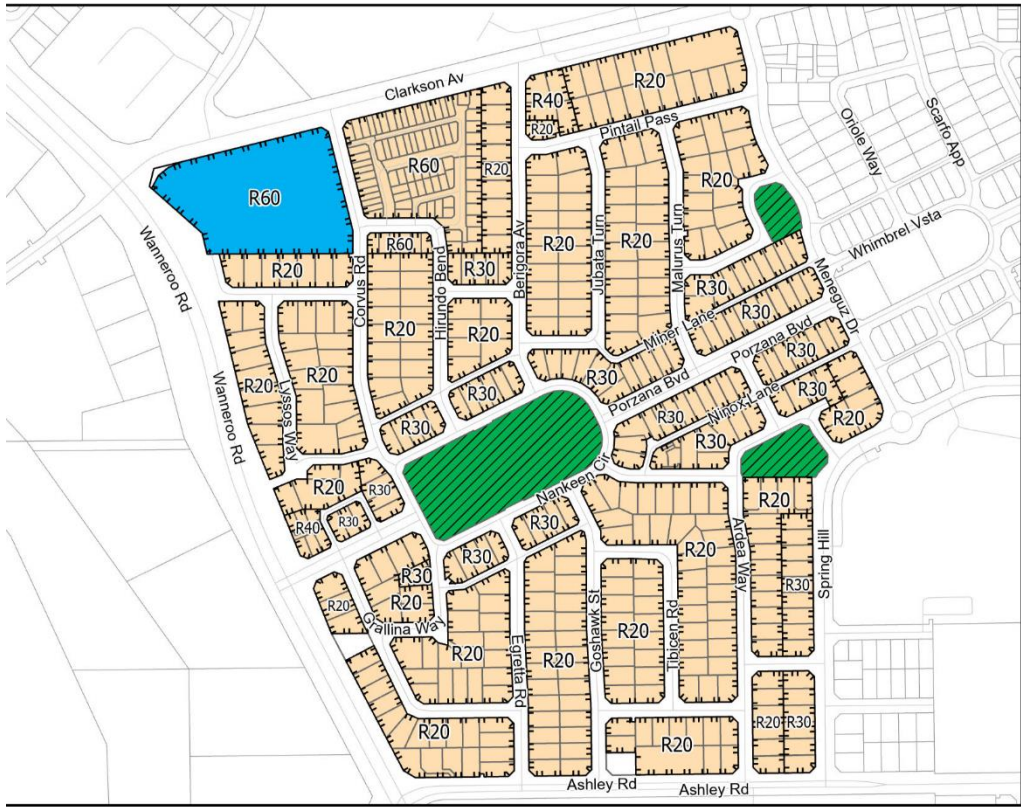 Clarkson Av
R20
R40
R20
Pintail Pass
Oriole Way
Scarfo App
R60
R60
R20
R20
Whimbrel Vsta
Wanneroo Rd
R20
Corvus Rd
R60
Hirundo Bend
R30
Berigora Av
R20
Jubata Turn
R20
Malurus Turn
R30
Meneguz Dr
R20
Lyssos Way
R20
R20
R20
Miner Lane
R30
Porzana Bvd
R30
Wanneroo Rd
R30
R30
R30
Porzana Bvd
R30
Ninox Lane
R30
R20
R30
R20
R30
R40
R30
Nankeen Cir
R20
R30
R30
R20
Ardea Way
R30
Spring Hill
R30
R20
R20
Grallina Way
R20
Egretta Rd
R20
Goshawk St
R20
Tibicen Rd
R20
R20
R20
R30
Ashley Rd
Ashley Rd